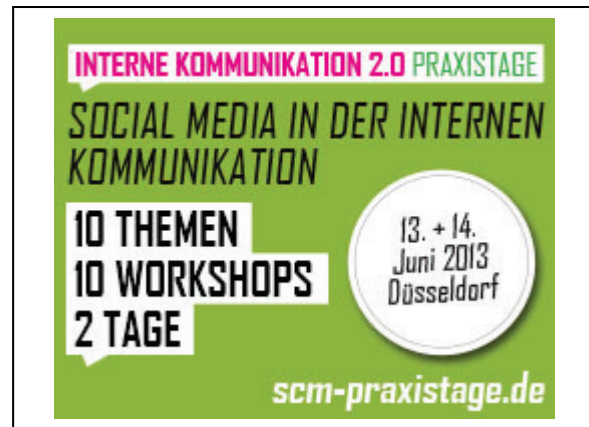 INTERNE KOMMUNIKATION 2.0 PRAXISTAGE
SOCIAL MEDIA IN DER INTERNEN
KOMMUNIKATION
10 THEMEN
10 WORKSHOPS
2 TAGE
13. + 14.
Juni 2013
Düsseldorf
scm-praxistage.de